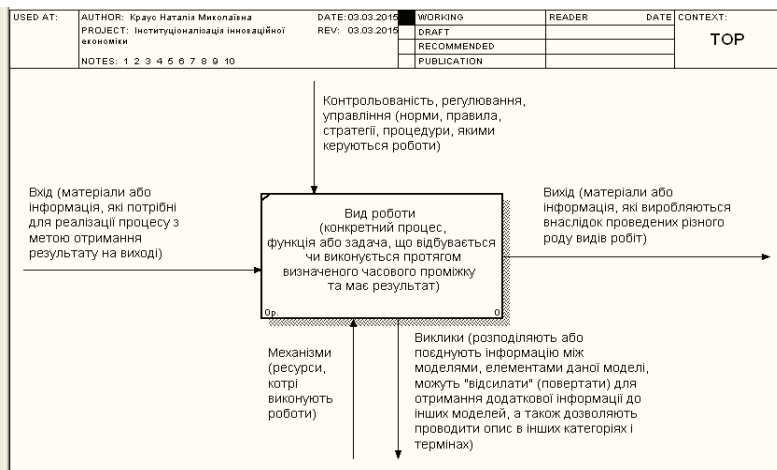 USED AT:
AUTHOR: Краус Наталія Миколаївна
DATE: 03.03.2015
WORKING
READER
DATE
CONTEXT:
PROJECT: Інституціоналізація інноваційної
економіки
REV: 03.03.2015
DRAFT
TOP
RECOMMENDED
NOTES: 1 2 3 4 5 6 7 8 9 10
PUBLICATION
Контрольованість, регулювання,
управління (норми, правила,
стратегії, процедури, якими
керуються роботи)
Вхід (матеріали або
інформація, які потрібні
для реалізації процесу з
метою отримання
результату на виході)
Вид роботи
(конкретний процес,
функція або задача, що відбувається
чи виконується протягом
визначеного часового проміжку
та має результат)
0р.
0
Вихід (матеріали або
інформація, які виробляються
внаслідок проведених різного
роду видів робіт)
Механізми
(ресурси,
котрі
виконують
роботи)
Виклики (розподіляють або
поєднують інформацію між
моделями, елементами даної моделі,
можуть "відсилати" (повертати) для
отримання додаткової інформації до
інших моделей, а також дозволяють
проводити опис в інших категоріях і
термінах)